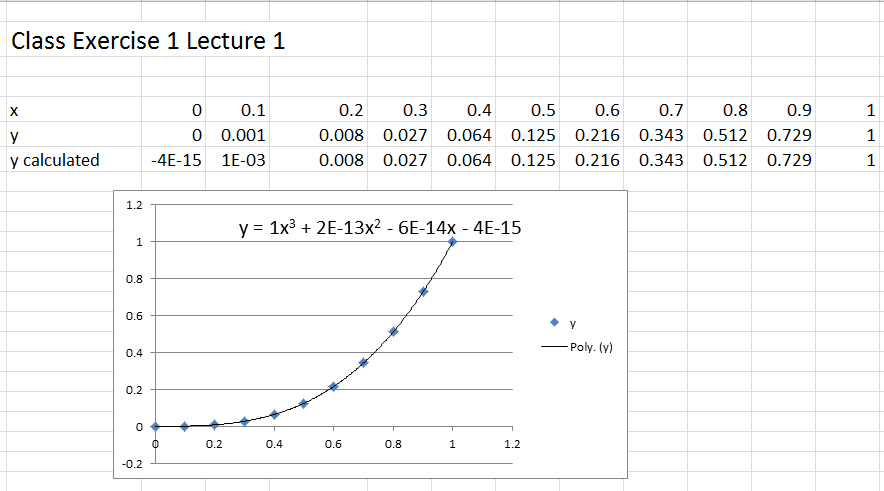 Class Exercise 1 Lecture 1
x 0 0.1 0.2 0.3 0.4 0.5 0.6 0.7 0.8 0.9 1
y 0 0.001 0.008 0.027 0.064 0.125 0.216 0.343 0.512 0.729 1
y calculated -4E-15 1E-03 0.008 0.027 0.064 0.125 0.216 0.343 0.512 0.729 1
1.2
y = 1x³ + 2E-13x² - 6E-14x - 4E-15
1
0.8
0.6
y
Poly. (y)
0.4
0.2
0
0 0.2 0.4 0.6 0.8 1 1.2
-0.2